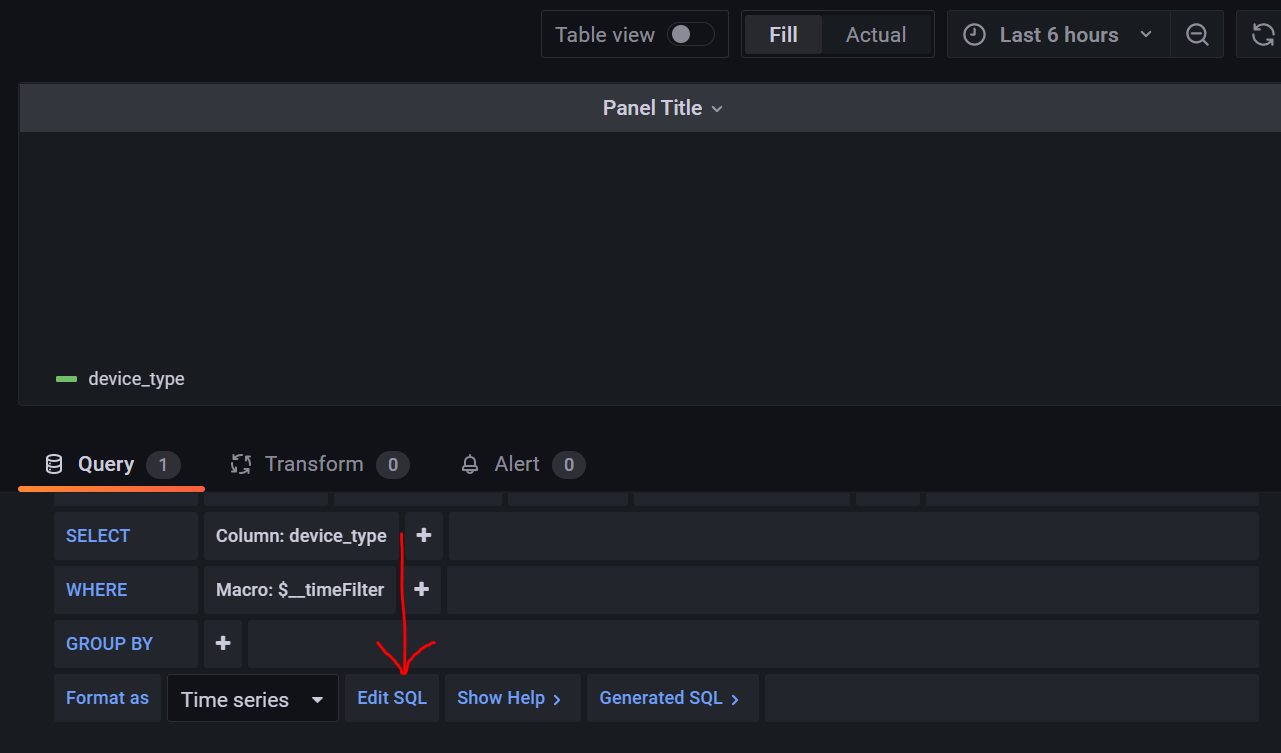 Table view Fill Actual Last 6 hours
Panel Title
device_type
Query 1 Transform 0 Alert 0
SELECT Column: device_type +
WHERE Macro: $__timeFilter +
GROUP BY +
Format as Time series Edit SQL Show Help > Generated SQL >